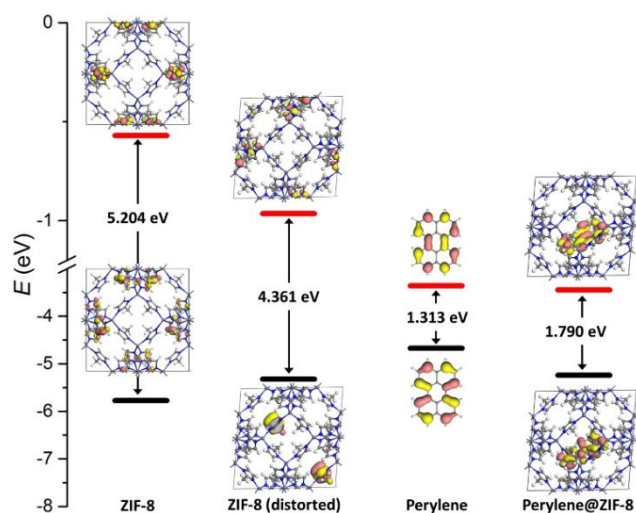 0
-1
-4
-5
-6
-7
-8
E (eV)
5.204 eV
4.361 eV
1.313 eV
1.790 eV
ZIF-8
ZIF-8 (distorted)
Perylene
Perylene@ZIF-8